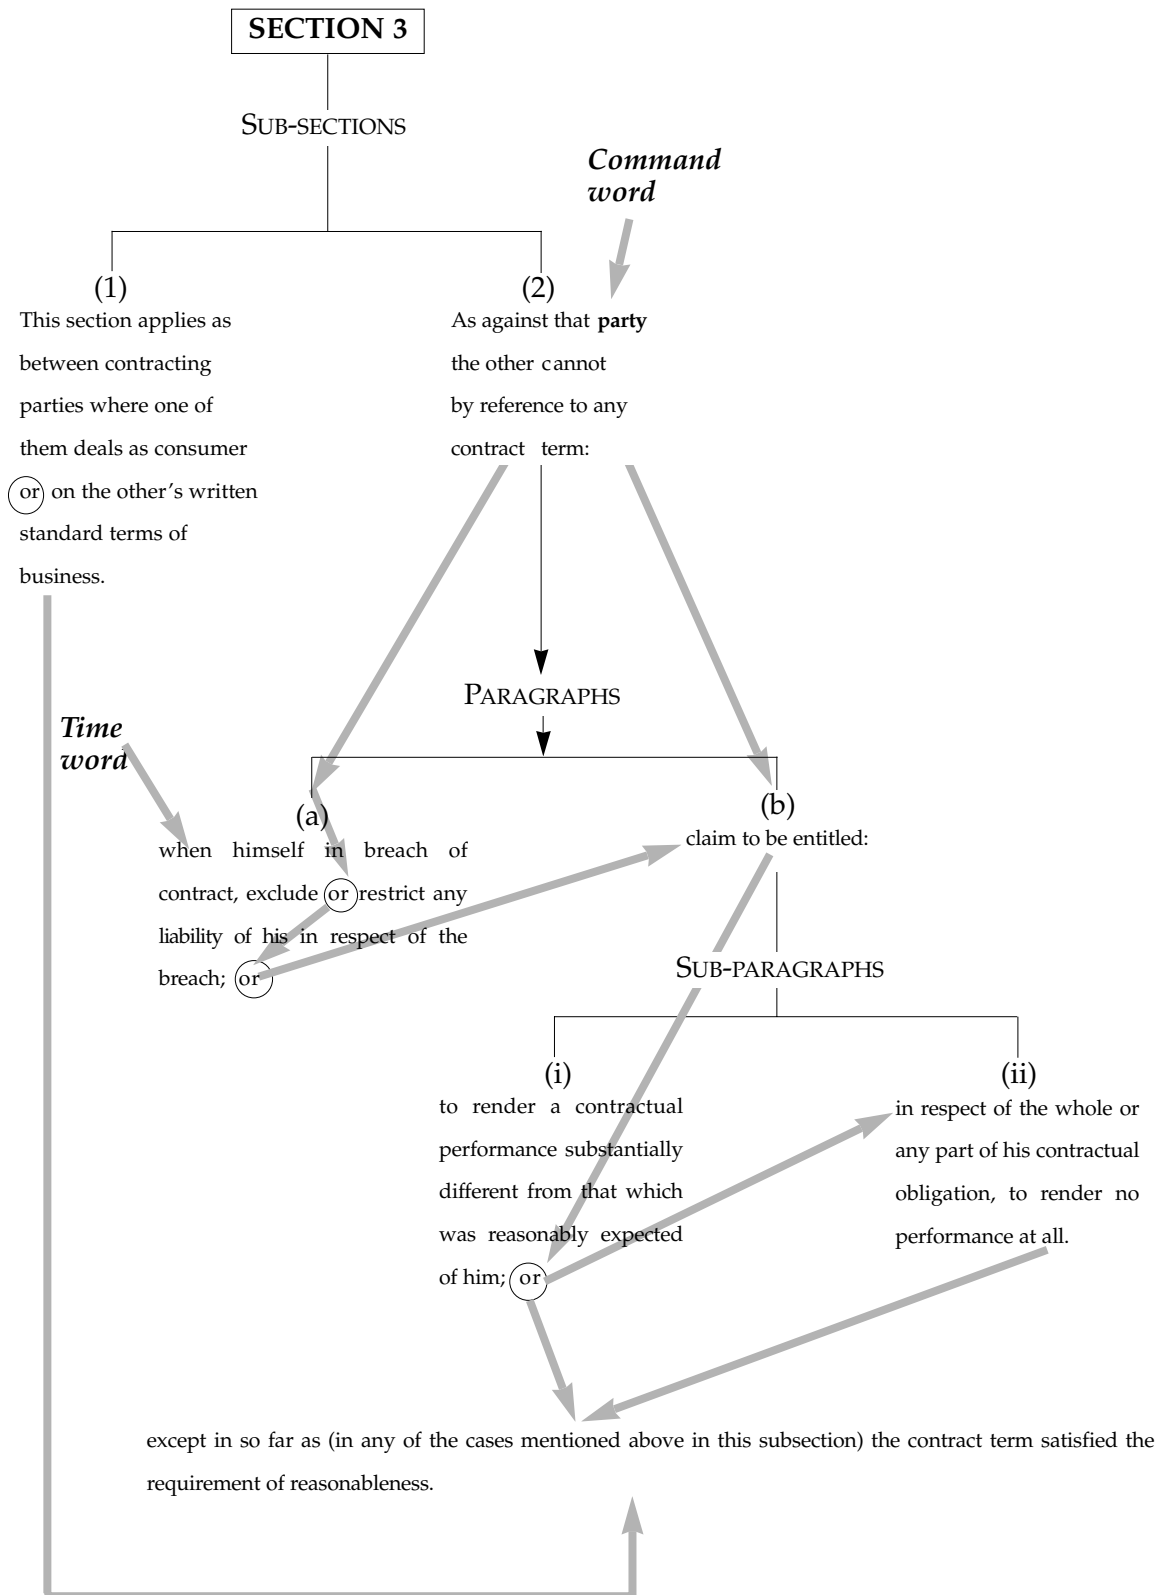 SECTION 3
SUB-SECTIONS
Command
word
(1)
This section applies as
between contracting
parties where one of
them deals as consumer
or on the other's written
standard terms of
business.
(2)
As against that party
the other cannot
by reference to any
contract term:
PARAGRAPHS
Time
word
(a)
when himself in breach of
contract, exclude or restrict any
liability of his in respect of the
breach; or
(b)
claim to be entitled:
SUB-PARAGRAPHS
(i)
to render a contractual
performance substantially
different from that which
was reasonably expected
of him; or
(ii)
in respect of the whole or
any part of his contractual
obligation, to render no
performance at all.
except in so far as (in any of the cases mentioned above in this subsection) the contract term satisfied the
requirement of reasonableness.